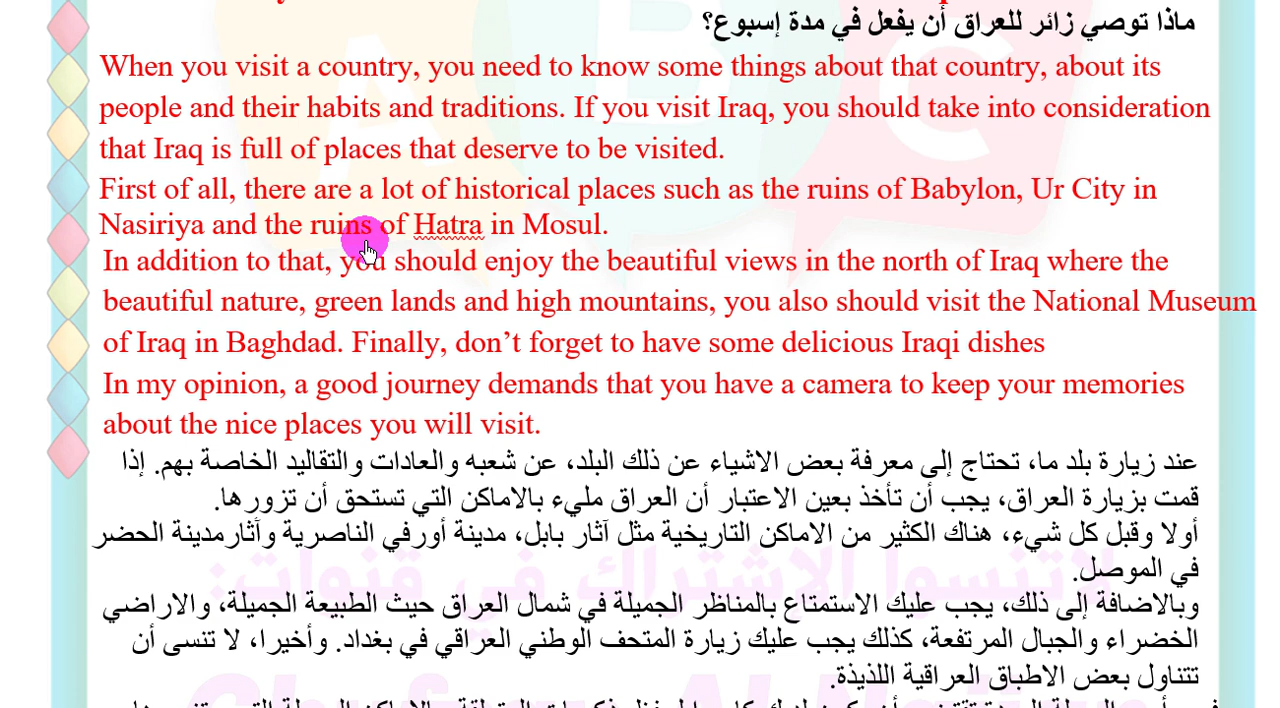 ماذا توصي زائر للعراق أن يفعل في مدة إسبوع؟
When you visit a country, you need to know some things about that country, about its
people and their habits and traditions. If you visit Iraq, you should take into consideration
that Iraq is full of places that deserve to be visited.
First of all, there are a lot of historical places such as the ruins of Babylon, Ur City in
Nasiriya and the ruins of Hatra in Mosul.
In addition to that, you should enjoy the beautiful views in the north of Iraq where the
beautiful nature, green lands and high mountains, you also should visit the National Museum
of Iraq in Baghdad. Finally, don’t forget to have some delicious Iraqi dishes
In my opinion, a good journey demands that you have a camera to keep your memories
about the nice places you will visit.
عند زيارة بلد ما، تحتاج إلى معرفة بعض الاشياء عن ذلك البلد، عن شعبه والعادات والتقاليد الخاصة بهم. إذا
قمت بزيارة العراق، يجب أن تأخذ بعين الاعتبار أن العراق مليء بالاماكن التي تستحق أن تزورها.
أولا وقبل كل شيء، هناك الكثير من الاماكن التاريخية مثل آثار بابل، مدينة أورفي الناصرية وآثارمدينة الحضر
في الموصل.
وبالاضافة إلى ذلك، يجب عليك الاستمتاع بالمناظر الجميلة في شمال العراق حيث الطبيعة الجميلة، والاراضي
الخضراء والجبال المرتفعة، كذلك يجب عليك زيارة المتحف الوطني العراقي في بغداد. وأخيرا، لا تنسى أن
تتناول بعض الاطباق العراقية اللذيذة.
لاتنسوا الاشتراك في قنوات: